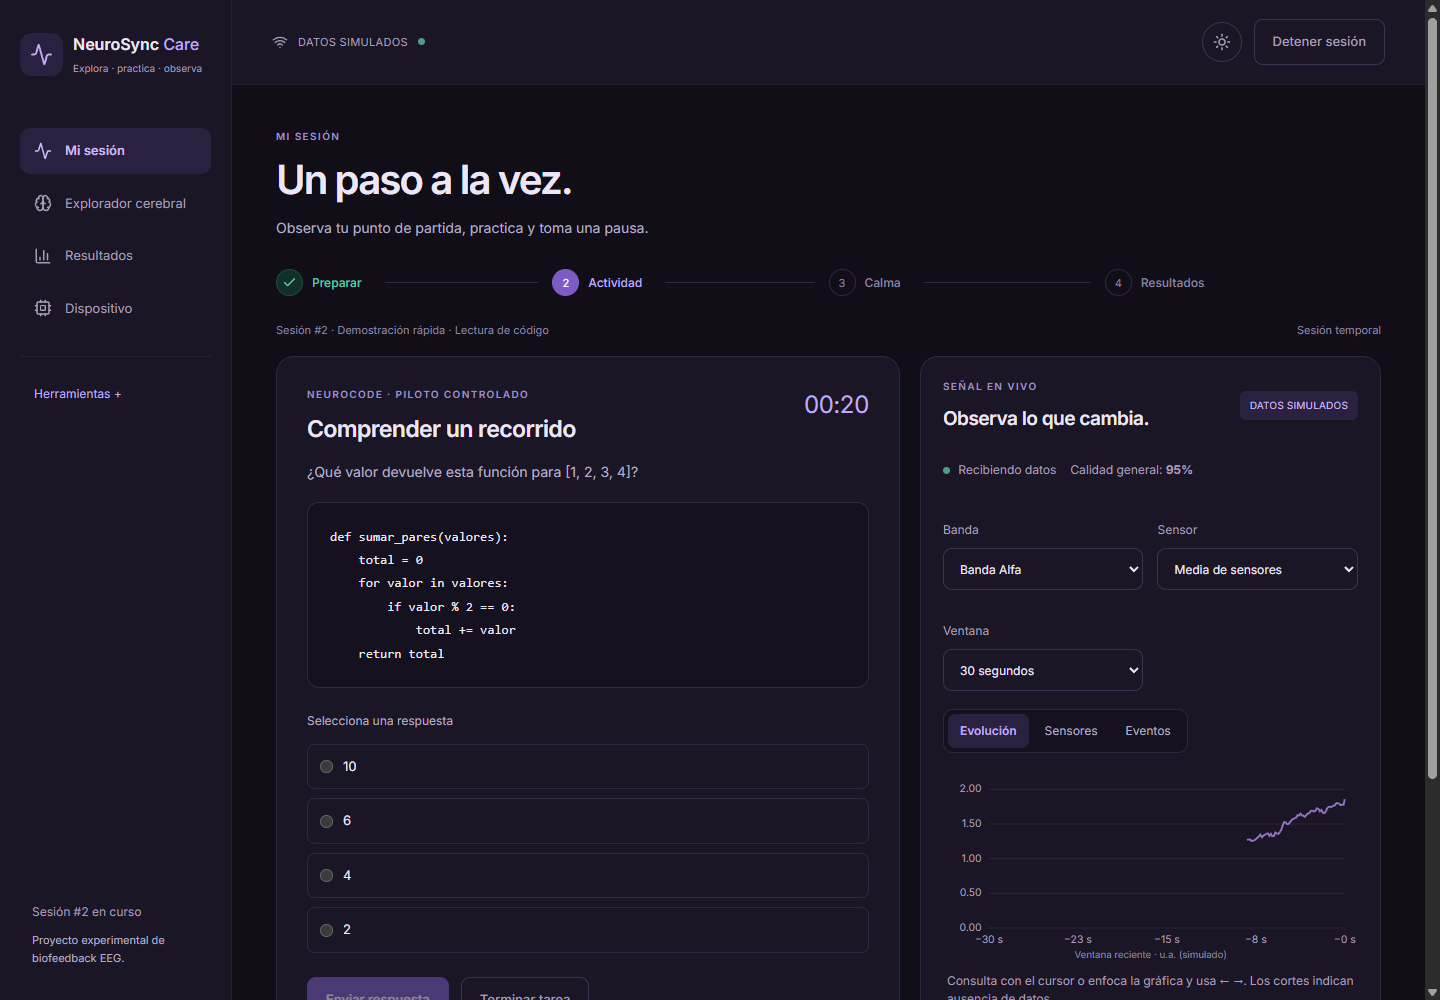 NeuroSync Care
Explora · practica · observa
Mi sesión
Explorador cerebral
Resultados
Dispositivo
Herramientas +
Sesión #2 en curso
Proyecto experimental de
biofeedback EEG.
DATOS SIMULADOS
Detener sesión
MI SESIÓN
Un paso a la vez.
Observa tu punto de partida, practica y toma una pausa.
Preparar
2 Actividad
3 Calma
4 Resultados
Sesión #2 · Demostración rápida · Lectura de código
Sesión temporal
NEUROCODE · PILOTO CONTROLADO
00:20
Comprender un recorrido
¿Qué valor devuelve esta función para [1, 2, 3, 4]?
def sumar_pares(valores):
    total = 0
    for valor in valores:
        if valor % 2 == 0:
            total += valor
    return total
Selecciona una respuesta
10
6
4
2
Enviar respuesta
Terminar tarea
SEÑAL EN VIVO
Observa lo que cambia.
DATOS SIMULADOS
Recibiendo datos Calidad general: 95%
Banda
Sensor
Banda Alfa
Media de sensores
Ventana
30 segundos
Evolución
Sensores
Eventos
2.00
1.50
1.00
0.50
0.00
−30 s −23 s −15 s −8 s −0 s
Ventana reciente · u.a. (simulado)
Consulta con el cursor o enfoca la gráfica y usa ← →. Los cortes indican
ausencia de datos.